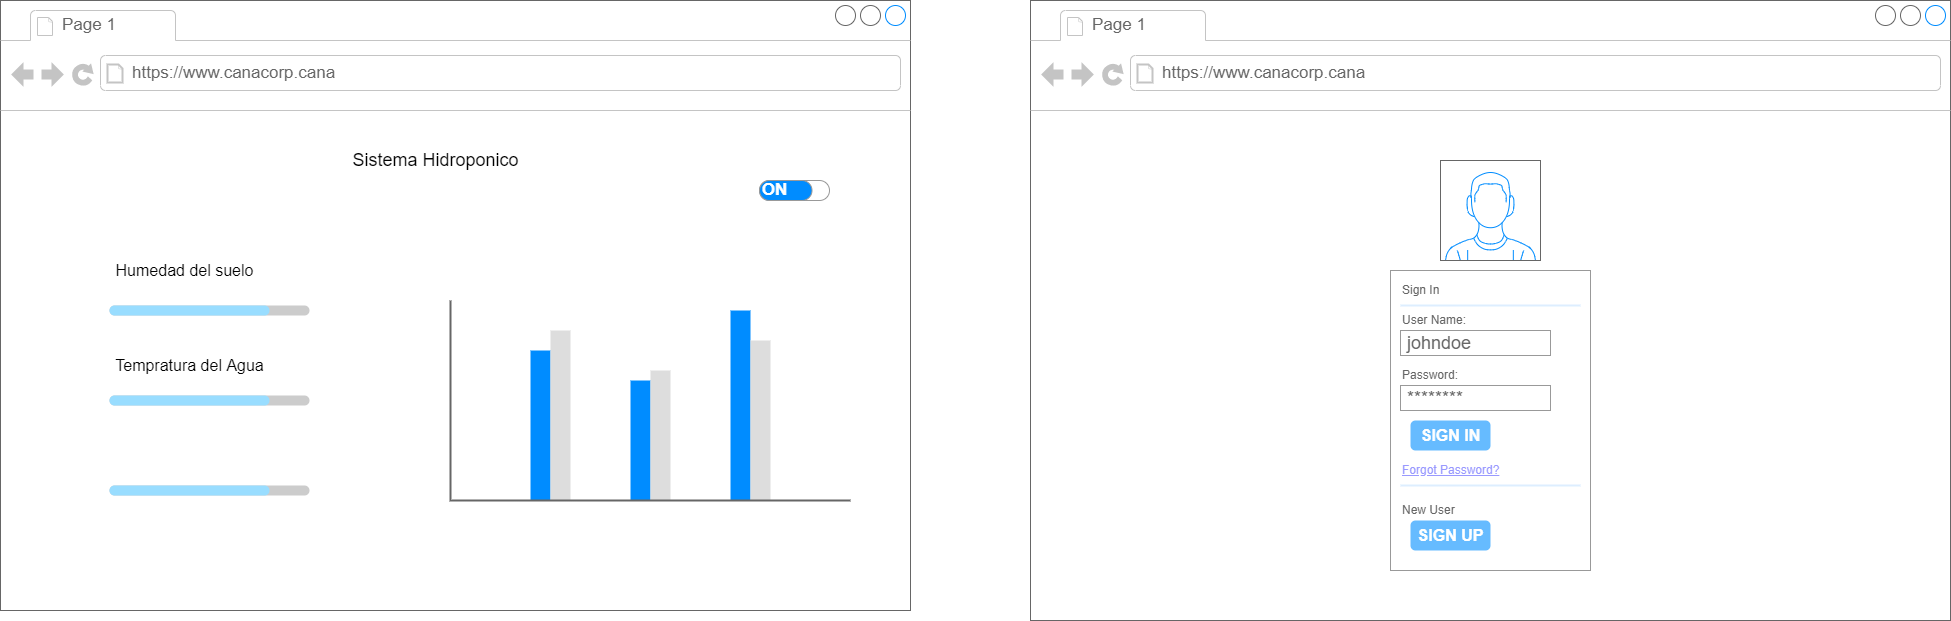 Page 1
https://www.canacorp.cana
Sistema Hidroponico
ON
Humedad del suelo
Tempratura del Agua
Page 1
https://www.canacorp.cana
Sign In
User Name:
johndoe
Password:
********
SIGN IN
Forgot Password?
New User
SIGN UP